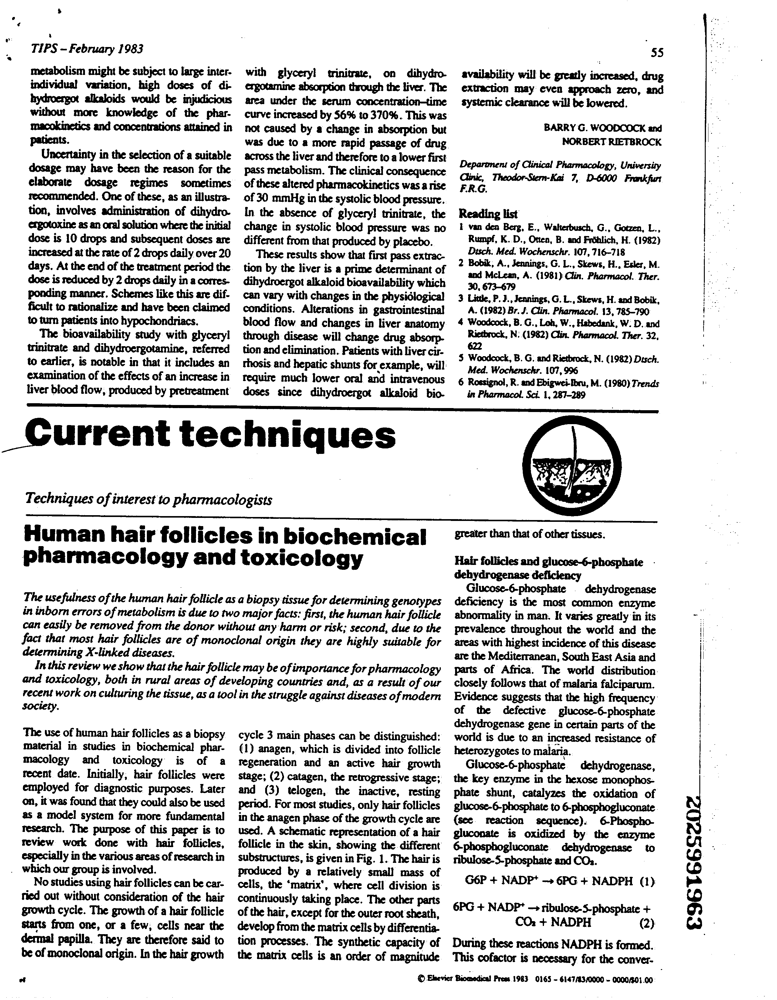 TIPS – February 1983
55
metabolism might be subject to large inter-
individual variation, high doses of di-
hydroergot alkaloids would be injudicious
without more knowledge of the phar-
macokinetics and concentrations attained in
patients.
Uncertainty in the selection of a suitable
dosage may have been the reason for the
elaborate dosage regimes sometimes
recommended. One of these, as an illustra-
tion, involves administration of dihydro-
ergotoxine as an oral solution where the initial
dose is 10 drops and subsequent doses are
increased at the rate of 2 drops daily over 20
days. At the end of the treatment period the
dose is reduced by 2 drops daily in a corres-
ponding manner. Schemes like this are dif-
ficult to rationalize and have been claimed
to turn patients into hypochondriacs.
The bioavailability study with glyceryl
trinitrate and dihydroergotamine, referred
to earlier, is notable in that it includes an
examination of the effects of an increase in
liver blood flow, produced by pretreatment
with glyceryl trinitrate, on dihydro-
ergotamine absorption through the liver. The
area under the serum concentration–time
curve increased by 56% to 370%. This was
not caused by a change in absorption but
was due to a more rapid passage of drug
across the liver and therefore to a lower first
pass metabolism. The clinical consequence
of these altered pharmacokinetics was a rise
of 30 mmHg in the systolic blood pressure.
In the absence of glyceryl trinitrate, the
change in systolic blood pressure was no
different from that produced by placebo.
These results show that first pass extrac-
tion by the liver is a prime determinant of
dihydroergot alkaloid bioavailability which
can vary with changes in the physiological
conditions. Alterations in gastrointestinal
blood flow and changes in liver anatomy
through disease will change drug absorp-
tion and elimination. Patients with liver cir-
rhosis and hepatic shunts for example, will
require much lower oral and intravenous
doses since dihydroergot alkaloid bio-
availability will be greatly increased, drug
extraction may even approach zero, and
systemic clearance will be lowered.
BARRY G. WOODCOCK and
NORBERT RIETBROCK
Department of Clinical Pharmacology, University
Clinic, Theodor-Stern-Kai 7, D-6000 Frankfurt
F.R.G.
Reading list
1 van den Berg, E., Walterbusch, G., Gotzen, L.,
Rumpf, K. D., Otten, B. and Fröhlich, H. (1982)
Dtsch. Med. Wochenschr. 107, 716–718
2 Bobik, A., Jennings, G. L., Skews, H., Esler, M.
and McLean, A. (1981) Clin. Pharmacol. Ther.
30, 673–679
3 Little, P. J., Jennings, G. L., Skews, H. and Bobik,
A. (1982) Br. J. Clin. Pharmacol. 13, 785–790
4 Woodcock, B. G., Loh, W., Habedank, W. D. and
Rietbrock, N. (1982) Clin. Pharmacol. Ther. 32,
622
5 Woodcock, B. G. and Rietbrock, N. (1982) Dtsch.
Med. Wochenschr. 107, 996
6 Rossignol, R. and Ebigwei-Ibru, M. (1980) Trends
in Pharmacol. Sci. 1, 287–289
Current techniques
Techniques of interest to pharmacologists
Human hair follicles in biochemical
pharmacology and toxicology
The usefulness of the human hair follicle as a biopsy tissue for determining genotypes
in inborn errors of metabolism is due to two major facts: first, the human hair follicle
can easily be removed from the donor without any harm or risk; second, due to the
fact that most hair follicles are of monoclonal origin they are highly suitable for
determining X-linked diseases.
In this review we show that the hair follicle may be of importance for pharmacology
and toxicology, both in rural areas of developing countries and, as a result of our
recent work on culturing the tissue, as a tool in the struggle against diseases of modern
society.
The use of human hair follicles as a biopsy
material in studies in biochemical phar-
macology and toxicology is of a
recent date. Initially, hair follicles were
employed for diagnostic purposes. Later
on, it was found that they could also be used
as a model system for more fundamental
research. The purpose of this paper is to
review work done with hair follicles,
especially in the various areas of research in
which our group is involved.
No studies using hair follicles can be car-
ried out without consideration of the hair
growth cycle. The growth of a hair follicle
starts from one, or a few, cells near the
dermal papilla. They are therefore said to
be of monoclonal origin. In the hair growth
cycle 3 main phases can be distinguished:
(1) anagen, which is divided into follicle
regeneration and an active hair growth
stage; (2) catagen, the retrogressive stage;
and (3) telogen, the inactive, resting
period. For most studies, only hair follicles
in the anagen phase of the growth cycle are
used. A schematic representation of a hair
follicle in the skin, showing the different
substructures, is given in Fig. 1. The hair is
produced by a relatively small mass of
cells, the 'matrix', where cell division is
continuously taking place. The other parts
of the hair, except for the outer root sheath,
develop from the matrix cells by differentia-
tion processes. The synthetic capacity of
the matrix cells is an order of magnitude
greater than that of other tissues.
Hair follicles and glucose-6-phosphate
dehydrogenase deficiency
Glucose-6-phosphate dehydrogenase
deficiency is the most common enzyme
abnormality in man. It varies greatly in its
prevalence throughout the world and the
areas with highest incidence of this disease
are the Mediterranean, South East Asia and
parts of Africa. The world distribution
closely follows that of malaria falciparum.
Evidence suggests that the high frequency
of the defective glucose-6-phosphate
dehydrogenase gene in certain parts of the
world is due to an increased resistance of
heterozygotes to malaria.
Glucose-6-phosphate dehydrogenase,
the key enzyme in the hexose monophos-
phate shunt, catalyzes the oxidation of
glucose-6-phosphate to 6-phosphogluconate
(see reaction sequence). 6-Phospho-
gluconate is oxidized by the enzyme
6-phosphogluconate dehydrogenase to
ribulose-5-phosphate and CO₂.
G6P + NADP⁺ → 6PG + NADPH (1)
6PG + NADP⁺ → ribulose-5-phosphate +
CO₂ + NADPH (2)
During these reactions NADPH is formed.
This cofactor is necessary for the conver-
© Elsevier Biomedical Press 1983 0165 – 6147/83/0000 – 0000/$01.00
2025991963